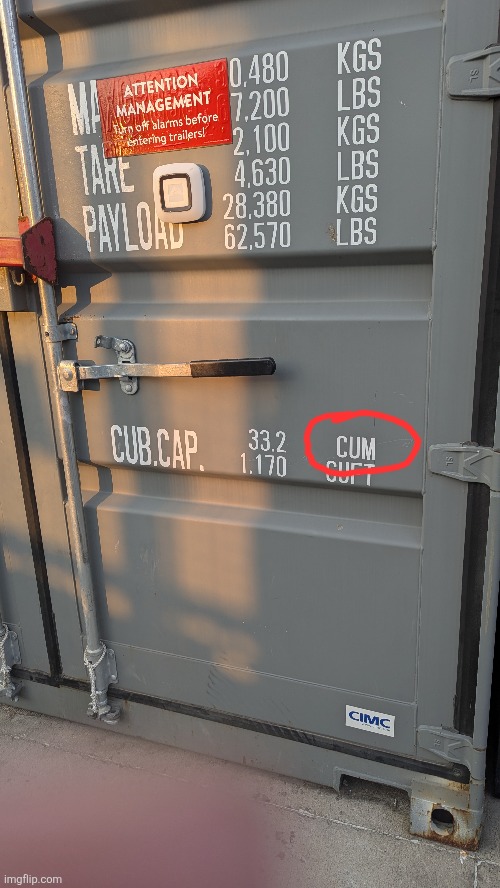 ATTENTION
MANAGEMENT
Turn off alarms before
entering trailers!
MA 0,480 KGS
7,200 LBS
TARE 2,100 KGS
4,630 LBS
PAYLOAD 28,380 KGS
62,570 LBS
CUB.CAP. 33.2 CUM
1.170 CUFT
CIMC
imgflip.com